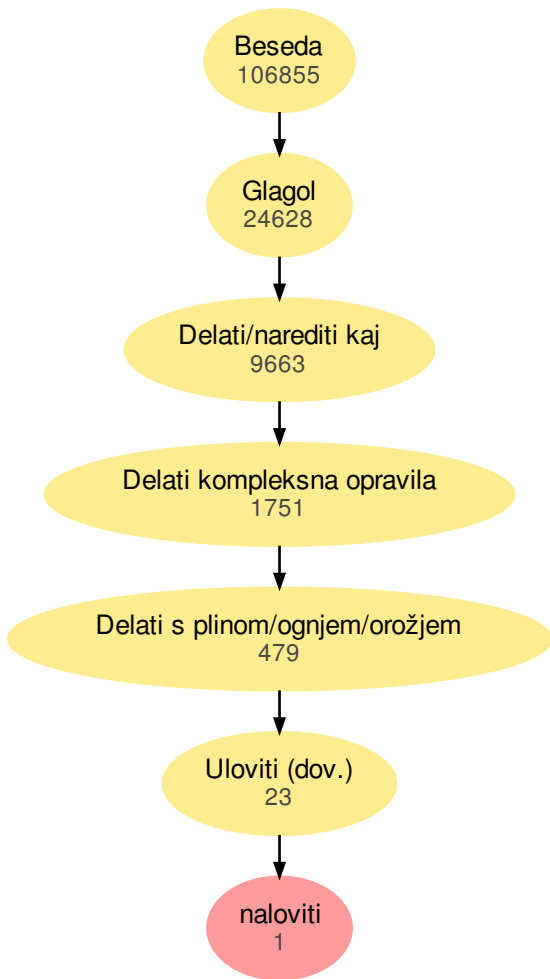 Beseda
106855
Glagol
24628
Delati/narediti kaj
9663
Delati kompleksna opravila
1751
Delati s plinom/ognjem/orožjem
479
Uloviti (dov.)
23
naloviti
1